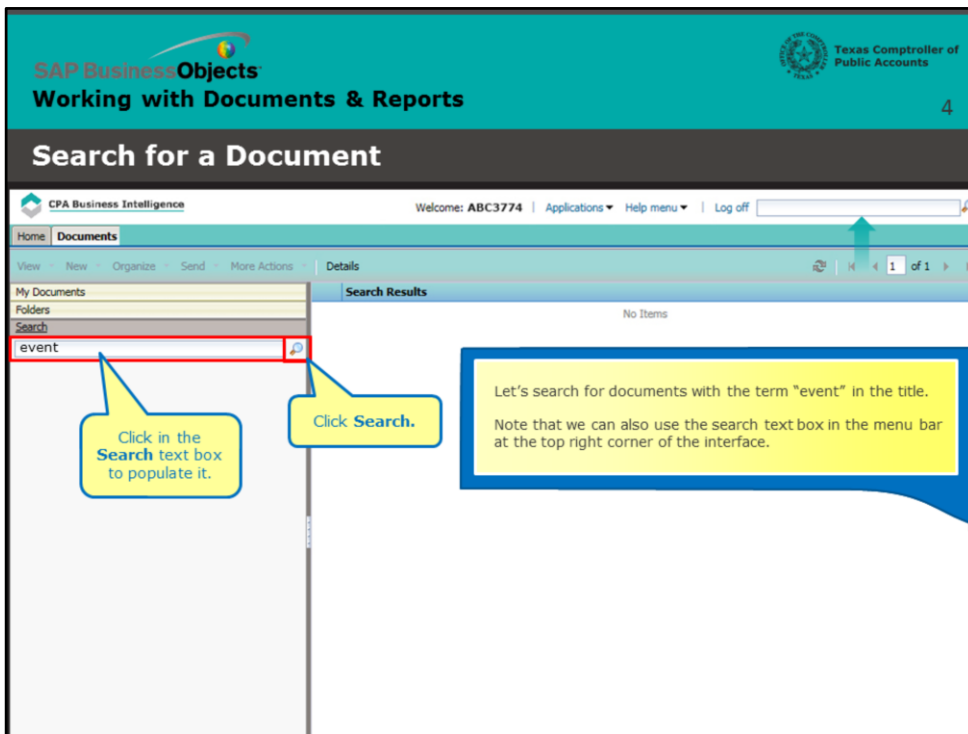 SAP BusinessObjects
Working with Documents & Reports
Texas Comptroller of
Public Accounts
4
Search for a Document
CPA Business Intelligence
Welcome: ABC3774 | Applications Help menu | Log off
Home Documents
View New Organize Send More Actions Details 1 of 1
My Documents
Search Results
Folders
No Items
Search
event
Click in the
Search text box
to populate it.
Click Search.
Let's search for documents with the term “event” in the title.
Note that we can also use the search text box in the menu bar
at the top right corner of the interface.